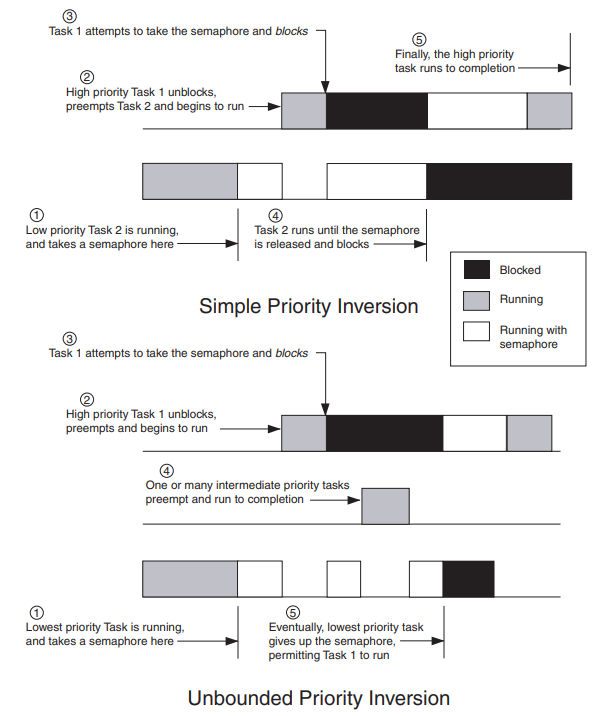 ③
Task 1 attempts to take the semaphore and blocks
⑤
Finally, the high priority
task runs to completion
②
High priority Task 1 unblocks,
preempts Task 2 and begins to run
①
Low priority Task 2 is running,
and takes a semaphore here
④
Task 2 runs until the semaphore
is released and blocks
Blocked
Running
Running with
semaphore
Simple Priority Inversion
③
Task 1 attempts to take the semaphore and blocks
②
High priority Task 1 unblocks,
preempts and begins to run
④
One or many intermediate priority tasks
preempt and run to completion
①
Lowest priority Task is running,
and takes a semaphore here
⑤
Eventually, lowest priority task
gives up the semaphore,
permitting Task 1 to run
Unbounded Priority Inversion